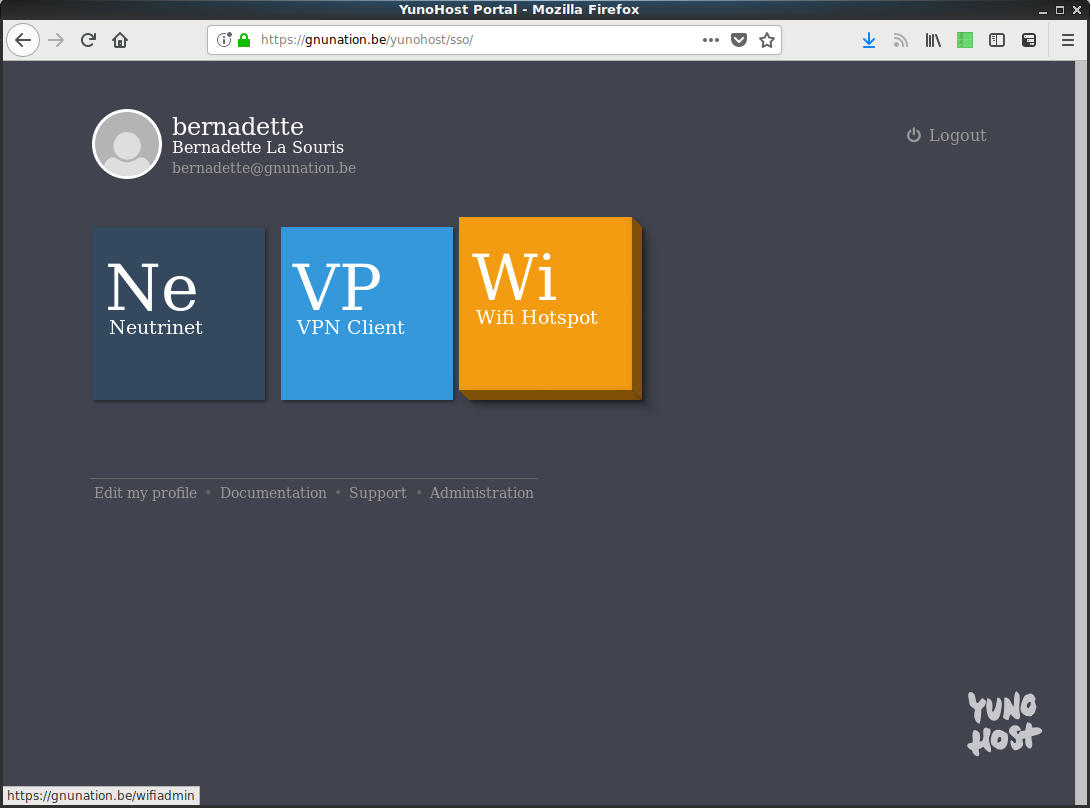 YunoHost Portal - Mozilla Firefox
https://gnunation.be/yunohost/sso/
bernadette
Bernadette La Souris
bernadette@gnunation.be
Logout
Ne
Neutrinet
VP
VPN Client
Wi
Wifi Hotspot
Edit my profile • Documentation • Support • Administration
YUNO
HOST
https://gnunation.be/wifiadmin